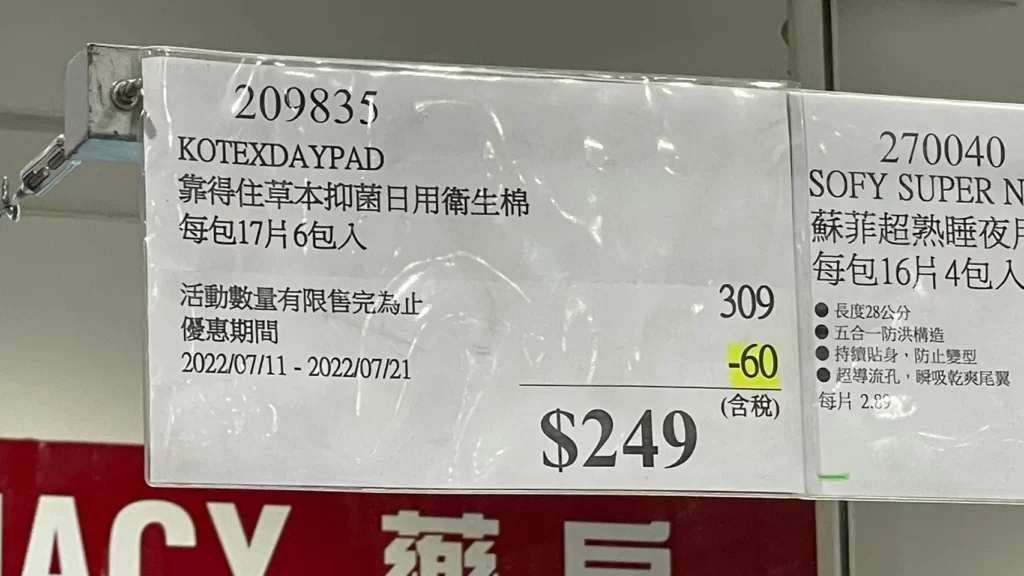 209835
KOTEXDAYPAD
靠得住草本抑菌日用衛生棉
每包17片6包入
活動數量有限售完為止
優惠期間
2022/07/11 - 2022/07/21
309
-60
(含稅)
$249
270040
SOFY SUPER N
蘇菲超熟睡夜用
每包16片4包入
●長度28公分
●五合一防洪構造
●持續貼身，防止變型
●超導流孔，瞬吸乾爽尾翼
每片 2.89
ACY 藥局